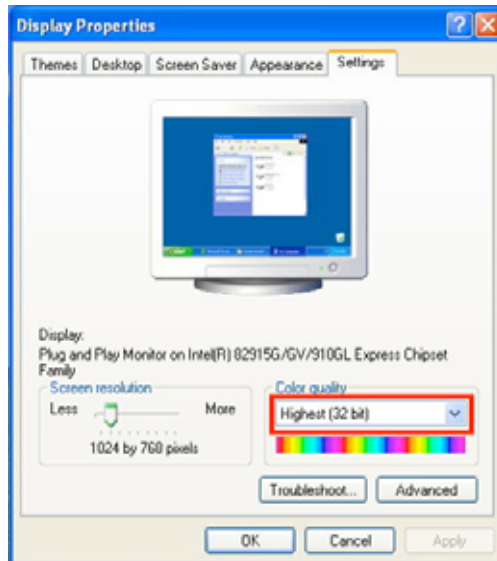 Display Properties
Themes Desktop Screen Saver Appearance Settings
Display:
Plug and Play Monitor on Intel(R) 82915G/GV/910GL Express Chipset
Family
Screen resolution
Less More
1024 by 768 pixels
Color quality
Highest (32 bit)
Troubleshoot... Advanced
OK Cancel Apply